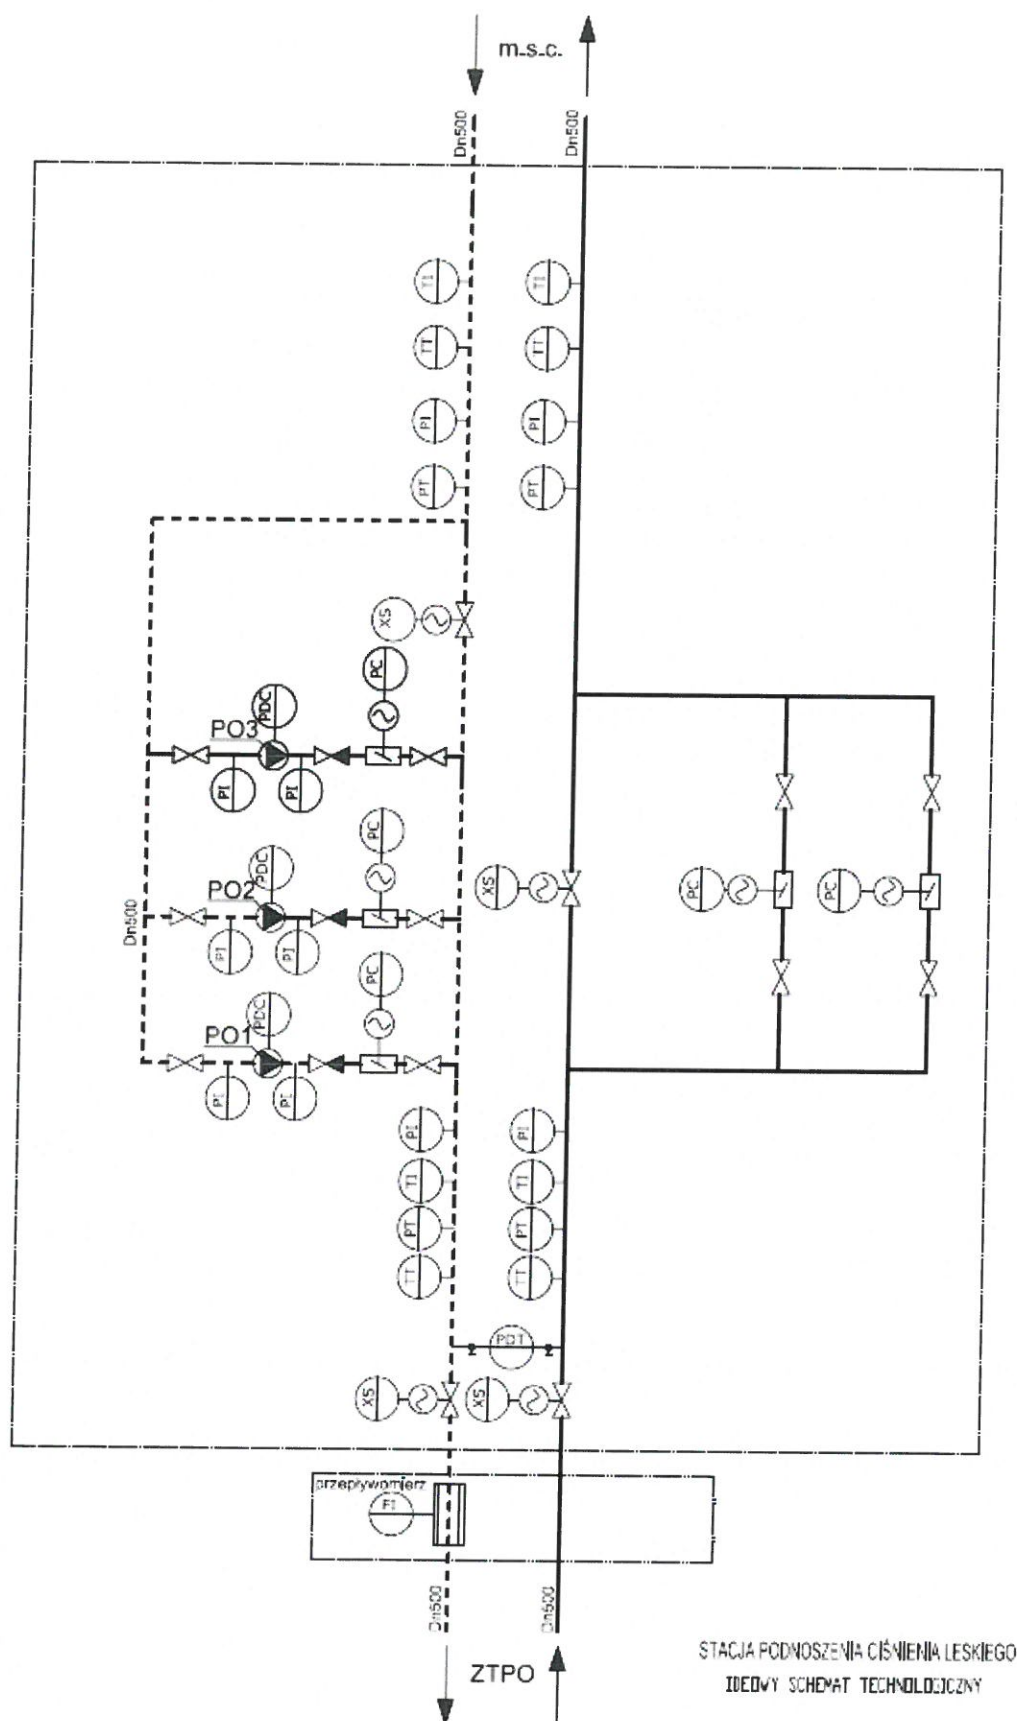 m.s.c.
Dn500
Dn500
TI
TI
TT
TT
PI
PI
PT
PT
XS
PC
PDC
PO3
PI
PI
PC
PDC
PO2
XS
PC
PC
Dn500
PI
PI
PC
PDC
PO1
PI
PI
PI
PI
TI
TI
PT
PT
TT
TT
PDT
XS
XS
przepływomierz
FI
Dn500
Dn500
ZTPO
STACJA PODNOSZENIA CIŚNIENIA LESKIEGO
IDEOWY SCHEMAT TECHNOLOGICZNY